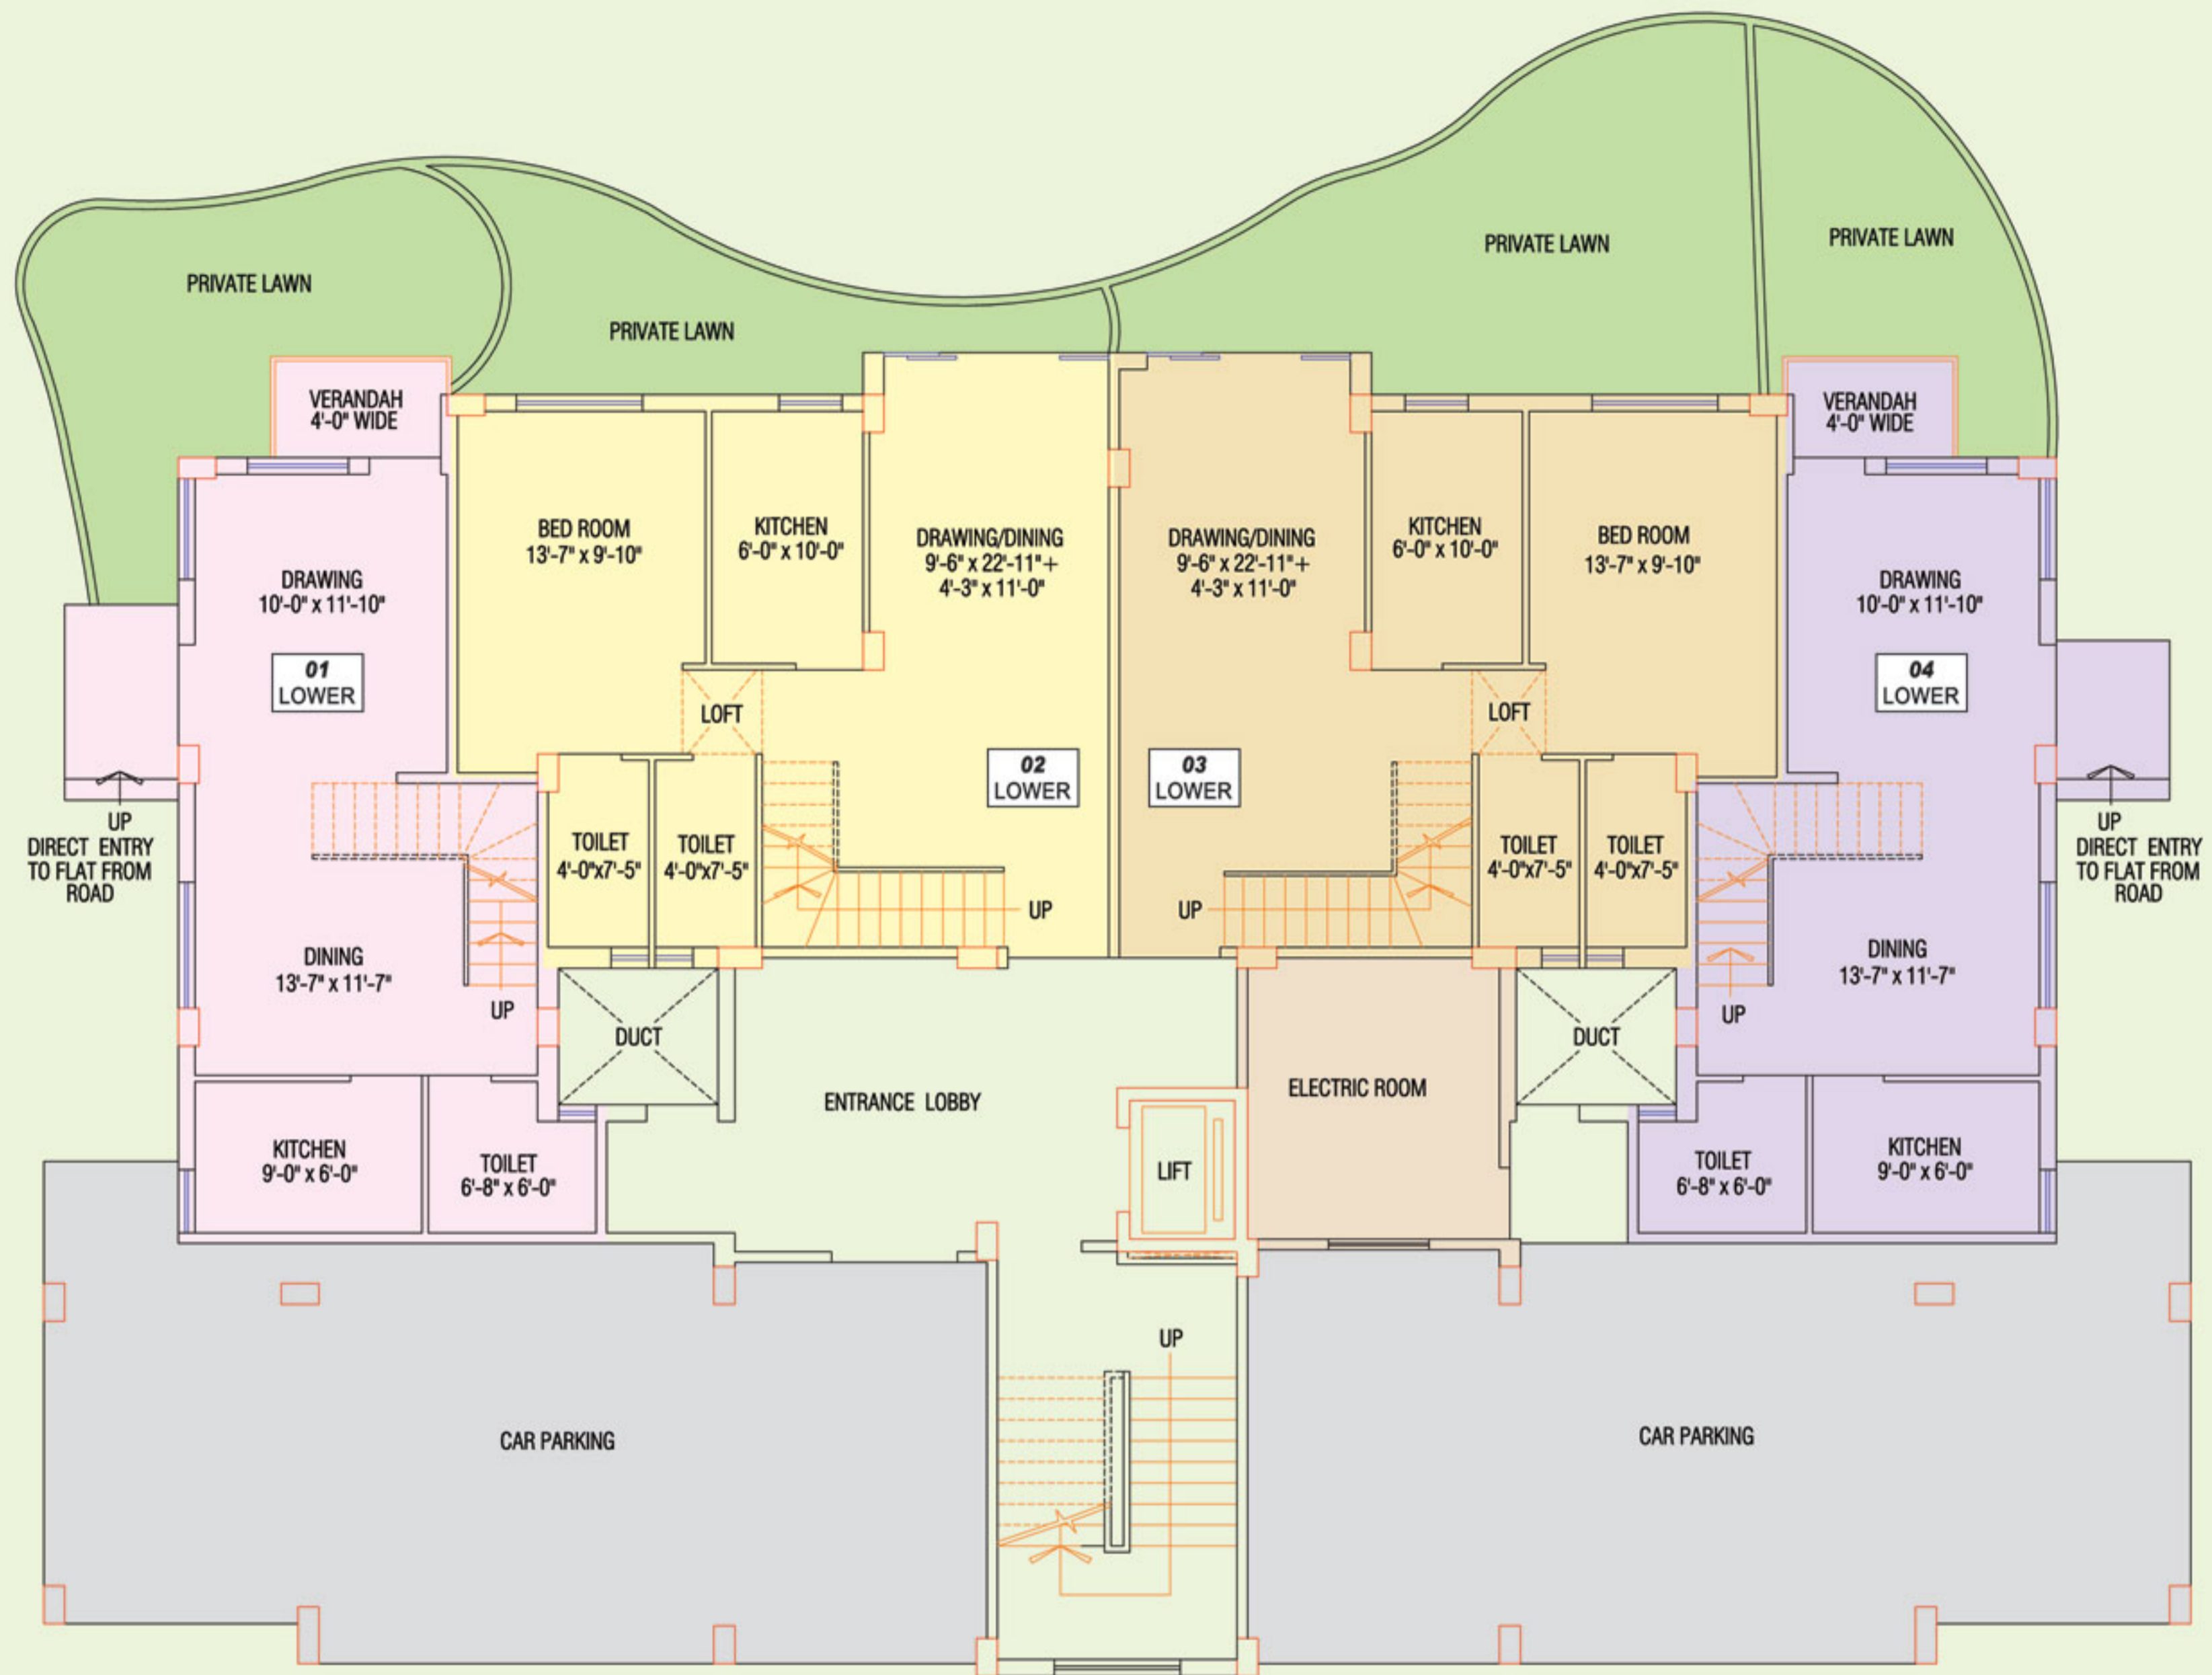 PRIVATE LAWN
PRIVATE LAWN
PRIVATE LAWN
PRIVATE LAWN
VERANDAH
4'-0" WIDE
VERANDAH
4'-0" WIDE
DRAWING
10'-0" x 11'-10"
01
LOWER
BED ROOM
13'-7" x 9'-10"
KITCHEN
6'-0" x 10'-0"
DRAWING/DINING
9'-6" x 22'-11"+
4'-3" x 11'-0"
DRAWING/DINING
9'-6" x 22'-11"+
4'-3" x 11'-0"
KITCHEN
6'-0" x 10'-0"
BED ROOM
13'-7" x 9'-10"
DRAWING
10'-0" x 11'-10"
04
LOWER
LOFT
02
LOWER
03
LOWER
LOFT
UP
DIRECT ENTRY
TO FLAT FROM
ROAD
TOILET
4'-0"x7'-5"
TOILET
4'-0"x7'-5"
UP
UP
TOILET
4'-0"x7'-5"
TOILET
4'-0"x7'-5"
UP
DIRECT ENTRY
TO FLAT FROM
ROAD
DINING
13'-7" x 11'-7"
UP
DUCT
ENTRANCE LOBBY
ELECTRIC ROOM
DUCT
UP
DINING
13'-7" x 11'-7"
KITCHEN
9'-0" x 6'-0"
TOILET
6'-8" x 6'-0"
LIFT
TOILET
6'-8" x 6'-0"
KITCHEN
9'-0" x 6'-0"
UP
CAR PARKING
CAR PARKING